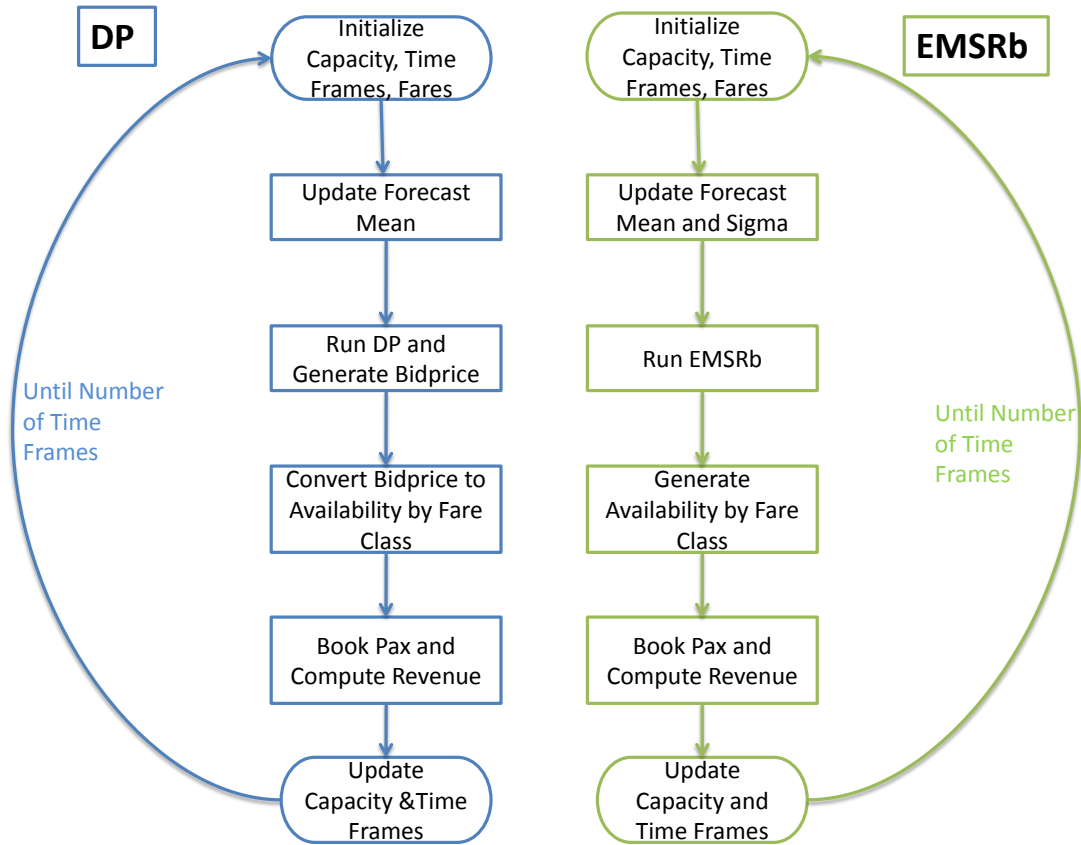 DP
Initialize
Capacity, Time
Frames, Fares
Update Forecast
Mean
Run DP and
Generate Bidprice
Convert Bidprice to
Availability by Fare
Class
Book Pax and
Compute Revenue
Update
Capacity &Time
Frames
Until Number
of Time
Frames
EMSRb
Initialize
Capacity, Time
Frames, Fares
Update Forecast
Mean and Sigma
Run EMSRb
Generate
Availability by Fare
Class
Book Pax and
Compute Revenue
Update
Capacity and
Time Frames
Until Number
of Time
Frames